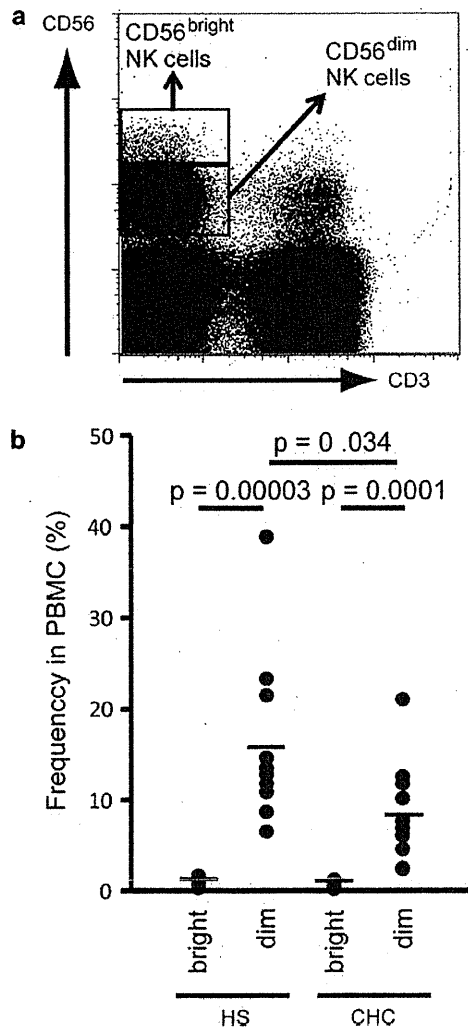 a
CD56
CD56bright
NK cells
CD56dim
NK cells
CD3
b
50
40
30
20
10
0
Frequenccy in PBMC (%)
p = 0 .034
p = 0.00003 p = 0.0001
bright
dim
bright
dim
HS
CHC